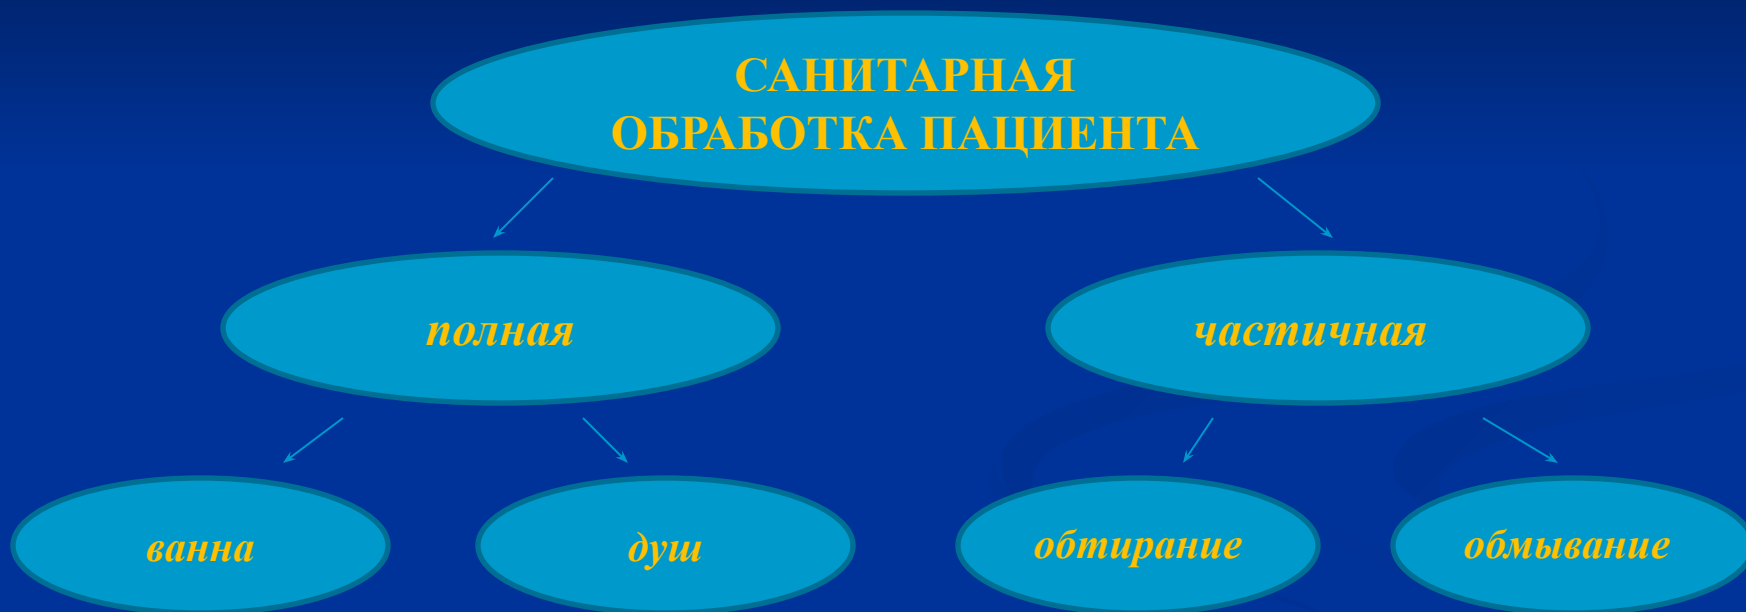 САНИТАРНАЯ
ОБРАБОТКА ПАЦИЕНТА
полная
частичная
ванна
душ
обтирание
обмывание